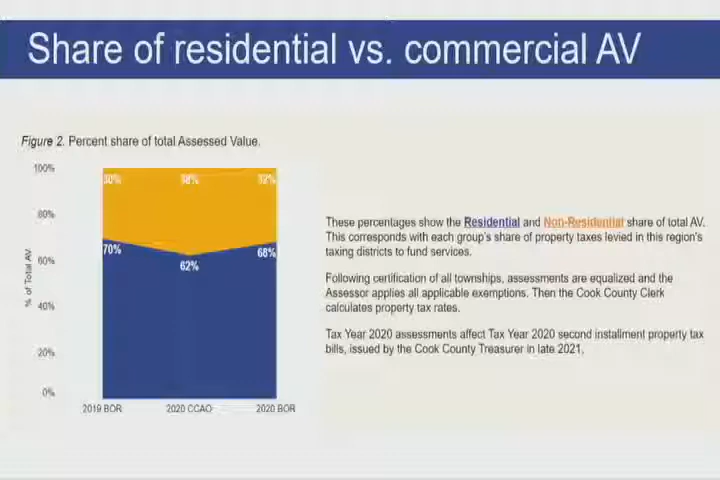 Share of residential vs. commercial AV
Figure 2. Percent share of total Assessed Value.
100%
80%
60%
40%
20%
0%
% of Total AV
30%
38%
32%
70%
62%
68%
2019 BOR
2020 CCAO
2020 BOR
These percentages show the Residential and Non-Residential share of total AV.
This corresponds with each group's share of property taxes levied in this region's
taxing districts to fund services.
Following certification of all townships, assessments are equalized and the
Assessor applies all applicable exemptions. Then the Cook County Clerk
calculates property tax rates.
Tax Year 2020 assessments affect Tax Year 2020 second installment property tax
bills, issued by the Cook County Treasurer in late 2021.